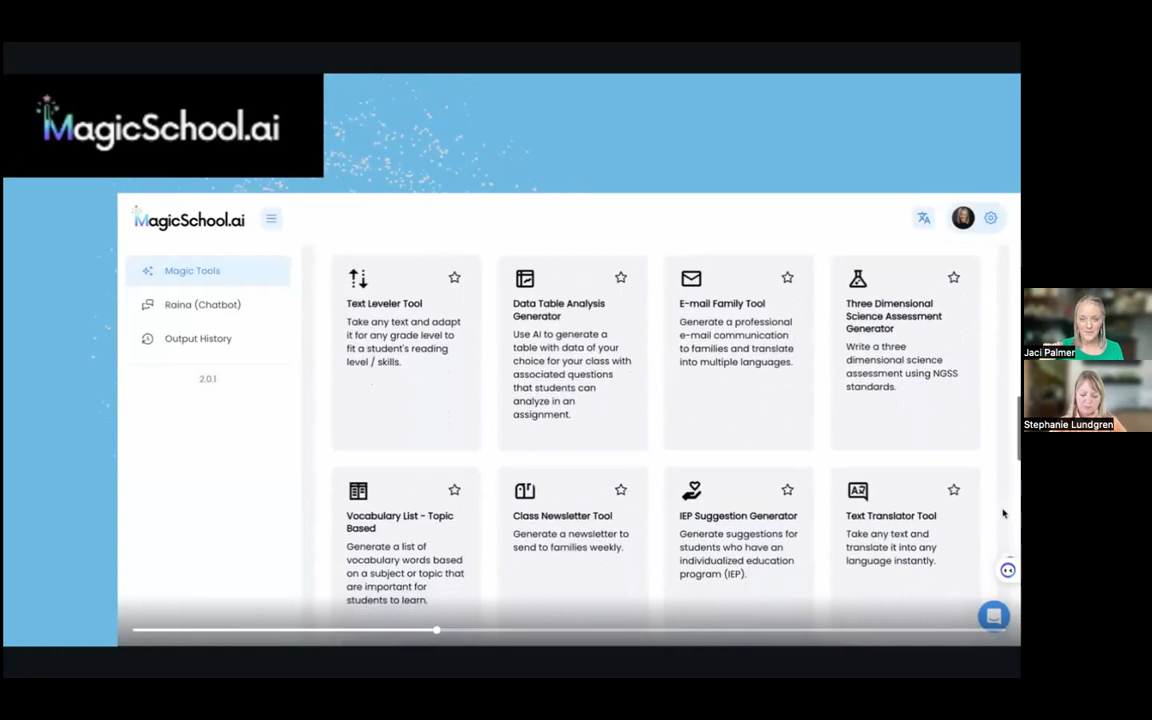 MagicSchool.ai
MagicSchool.ai
Magic Tools
Raina (Chatbot)
Output History
2.0.1
Text Leveler Tool
Take any text and adapt
it for any grade level to
fit a student's reading
level / skills.
Data Table Analysis
Generator
Use AI to generate a
table with data of your
choice for your class with
associated questions
that students can
analyze in an
assignment.
E-mail Family Tool
Generate a professional
e-mail communication
to families and translate
into multiple languages.
Three Dimensional
Science Assessment
Generator
Write a three
dimensional science
assessment using NGSS
standards.
Vocabulary List - Topic
Based
Generate a list of
vocabulary words based
on a subject or topic that
are important for
students to learn.
Class Newsletter Tool
Generate a newsletter to
send to families weekly.
IEP Suggestion Generator
Generate suggestions for
students who have an
individualized education
program (IEP).
Text Translator Tool
Take any text and
translate it into any
language instantly.
Jaci Palmer
Stephanie Lundgren